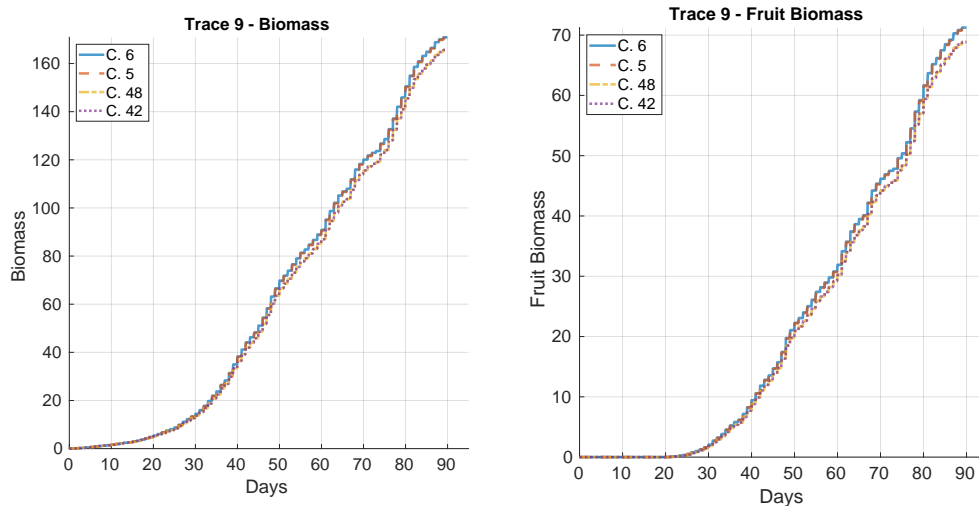 Trace 9 - Biomass
C. 6
C. 5
C. 48
C. 42
160
140
120
100
80
60
40
20
0
Biomass
0 10 20 30 40 50 60 70 80 90
Days
Trace 9 - Fruit Biomass
C. 6
C. 5
C. 48
C. 42
70
60
50
40
30
20
10
0
Fruit Biomass
0 10 20 30 40 50 60 70 80 90
Days